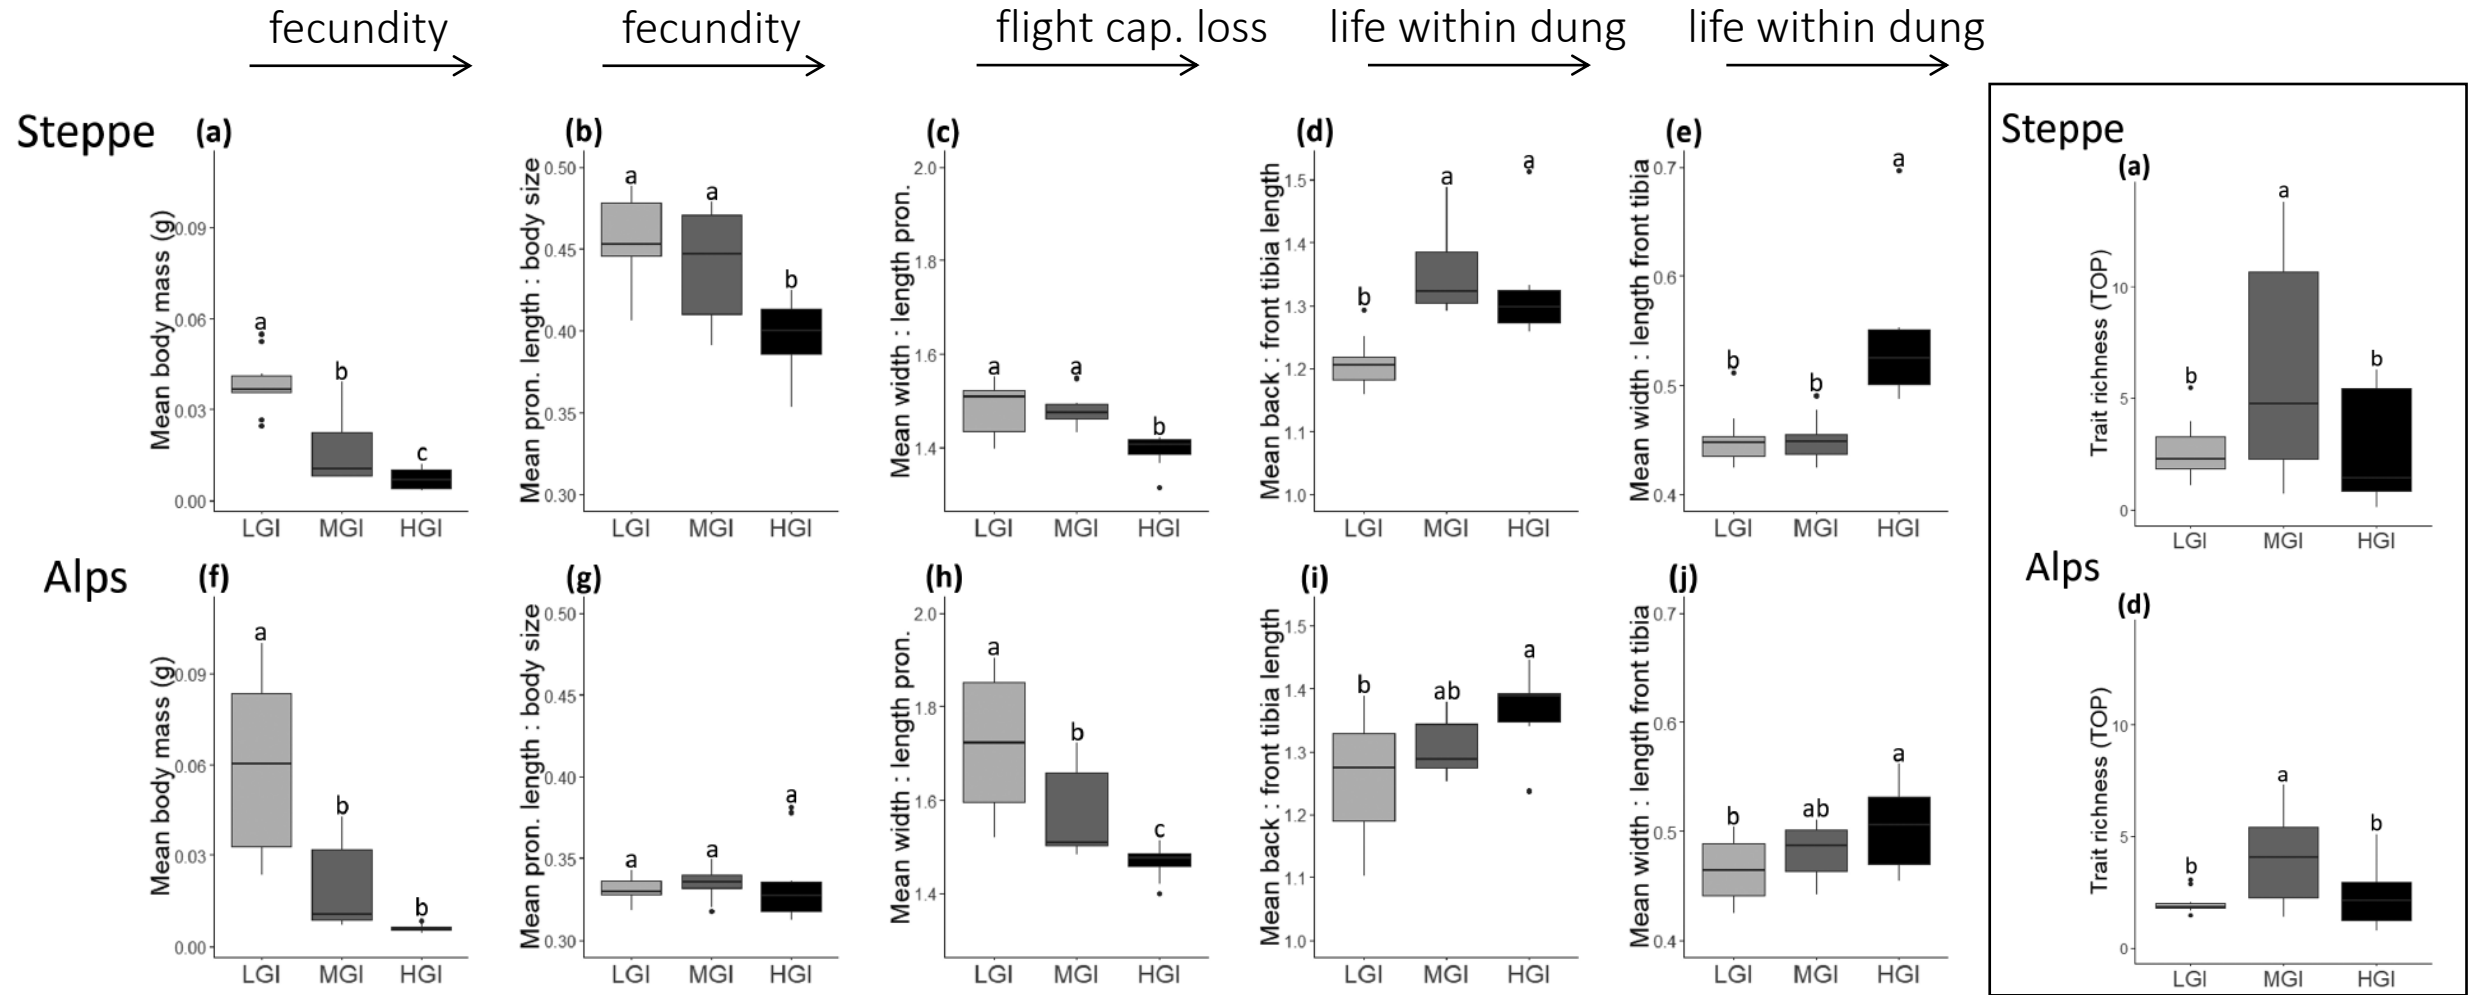 fecundity
fecundity
flight cap. loss
life within dung
life within dung
Steppe
(a)
Mean body mass (g)
0.09
0.06
0.03
0.00
a
b
c
LGI MGI HGI
(b)
Mean pron. length : body size
0.50
0.45
0.40
0.35
0.30
a
a
b
LGI MGI HGI
(c)
Mean width : length pron.
2.0
1.8
1.6
1.4
a
a
b
LGI MGI HGI
(d)
Mean back : front tibia length
1.5
1.4
1.3
1.2
1.1
1.0
b
a
a
LGI MGI HGI
(e)
Mean width : length front tibia
0.7
0.6
0.5
0.4
b
b
a
LGI MGI HGI
Steppe
(a)
Trait richness (TOP)
10
5
0
b
a
b
LGI MGI HGI
Alps
(f)
Mean body mass (g)
0.09
0.06
0.03
0.00
a
b
b
LGI MGI HGI
(g)
Mean pron. length : body size
0.50
0.45
0.40
0.35
0.30
a
a
a
LGI MGI HGI
(h)
Mean width : length pron.
2.0
1.8
1.6
1.4
a
b
c
LGI MGI HGI
(i)
Mean back : front tibia length
1.5
1.4
1.3
1.2
1.1
1.0
b
ab
a
LGI MGI HGI
(j)
Mean width : length front tibia
0.7
0.6
0.5
0.4
b
ab
a
LGI MGI HGI
Alps
(d)
Trait richness (TOP)
10
5
0
b
a
b
LGI MGI HGI